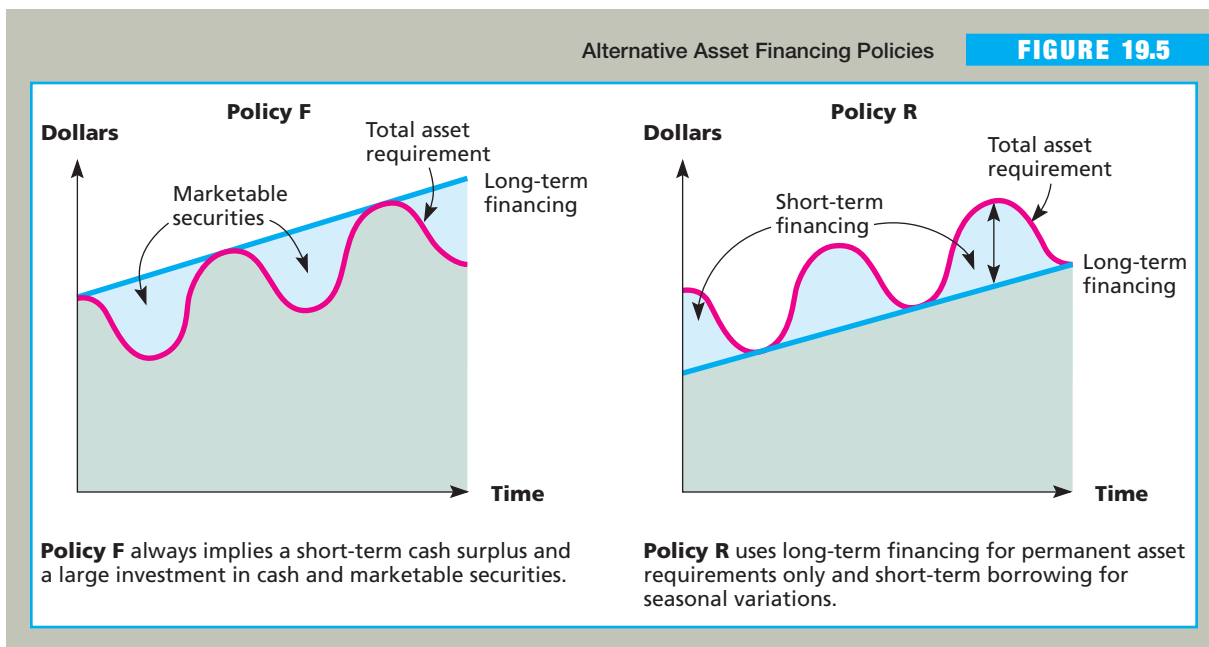 Alternative Asset Financing Policies
FIGURE 19.5
Policy F
Dollars
Total asset
requirement
Marketable
securities
Long-term
financing
Time
Policy F always implies a short-term cash surplus and
a large investment in cash and marketable securities.
Policy R
Dollars
Total asset
requirement
Short-term
financing
Long-term
financing
Time
Policy R uses long-term financing for permanent asset
requirements only and short-term borrowing for
seasonal variations.